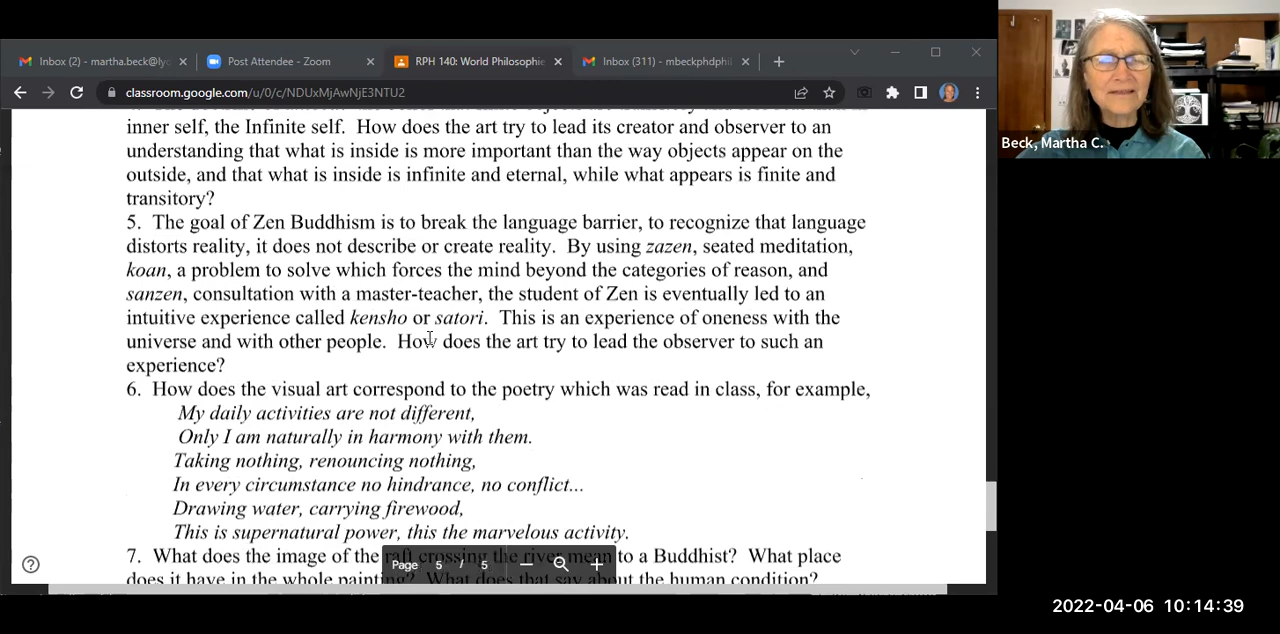 Inbox (2) - martha.beck@lyo
Post Attendee - Zoom
RPH 140: World Philosophie
Inbox (311) - mbeckphdphil
classroom.google.com/u/0/c/NDUxMjAwNjE3NTU2
inner self, the Infinite self. How does the art try to lead its creator and observer to an
understanding that what is inside is more important than the way objects appear on the
outside, and that what is inside is infinite and eternal, while what appears is finite and
transitory?
5. The goal of Zen Buddhism is to break the language barrier, to recognize that language
distorts reality, it does not describe or create reality. By using zazen, seated meditation,
koan, a problem to solve which forces the mind beyond the categories of reason, and
sanzen, consultation with a master-teacher, the student of Zen is eventually led to an
intuitive experience called kensho or satori. This is an experience of oneness with the
universe and with other people. How does the art try to lead the observer to such an
experience?
6. How does the visual art correspond to the poetry which was read in class, for example,
My daily activities are not different,
Only I am naturally in harmony with them.
Taking nothing, renouncing nothing,
In every circumstance no hindrance, no conflict...
Drawing water, carrying firewood,
This is supernatural power, this the marvelous activity.
7. What does the image of the raft crossing the river mean to a Buddhist? What place
does it have in the whole painting? What does that say about the human condition?
Page 5 / 5
Beck, Martha C.
2022-04-06 10:14:39